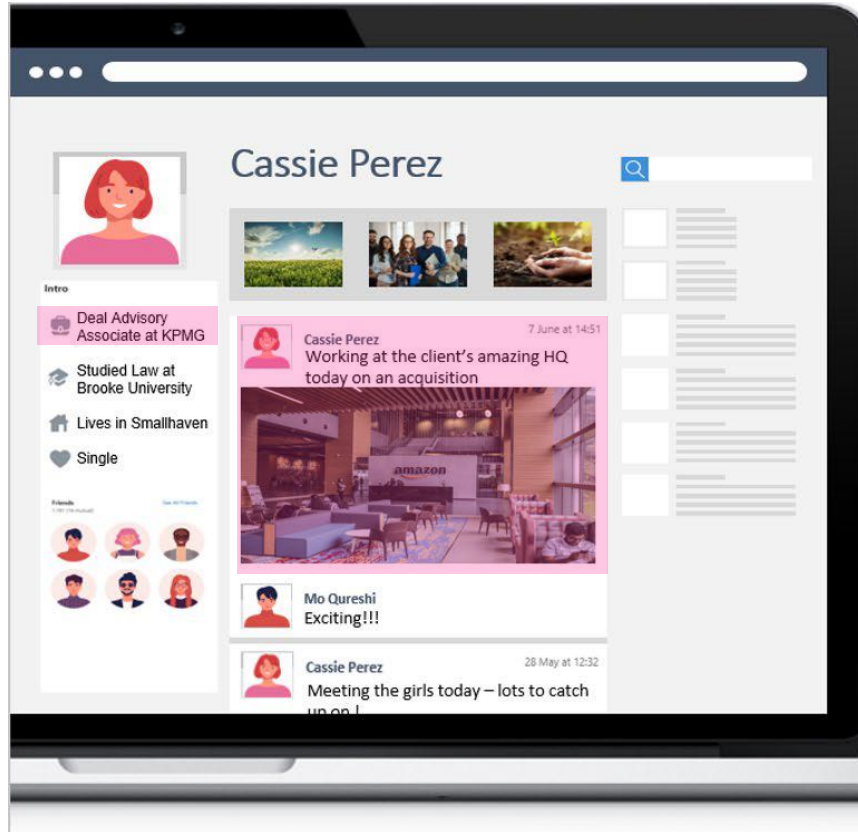 Cassie Perez
Intro
Deal Advisory
Associate at KPMG
Studied Law at
Brooke University
Lives in Smallhaven
Single
Friends
See All Friends
Cassie Perez
7 June at 14:51
Working at the client's amazing HQ
today on an acquisition
amazon
Mo Qureshi
Exciting!!!
Cassie Perez
28 May at 12:32
Meeting the girls today – lots to catch
up on !